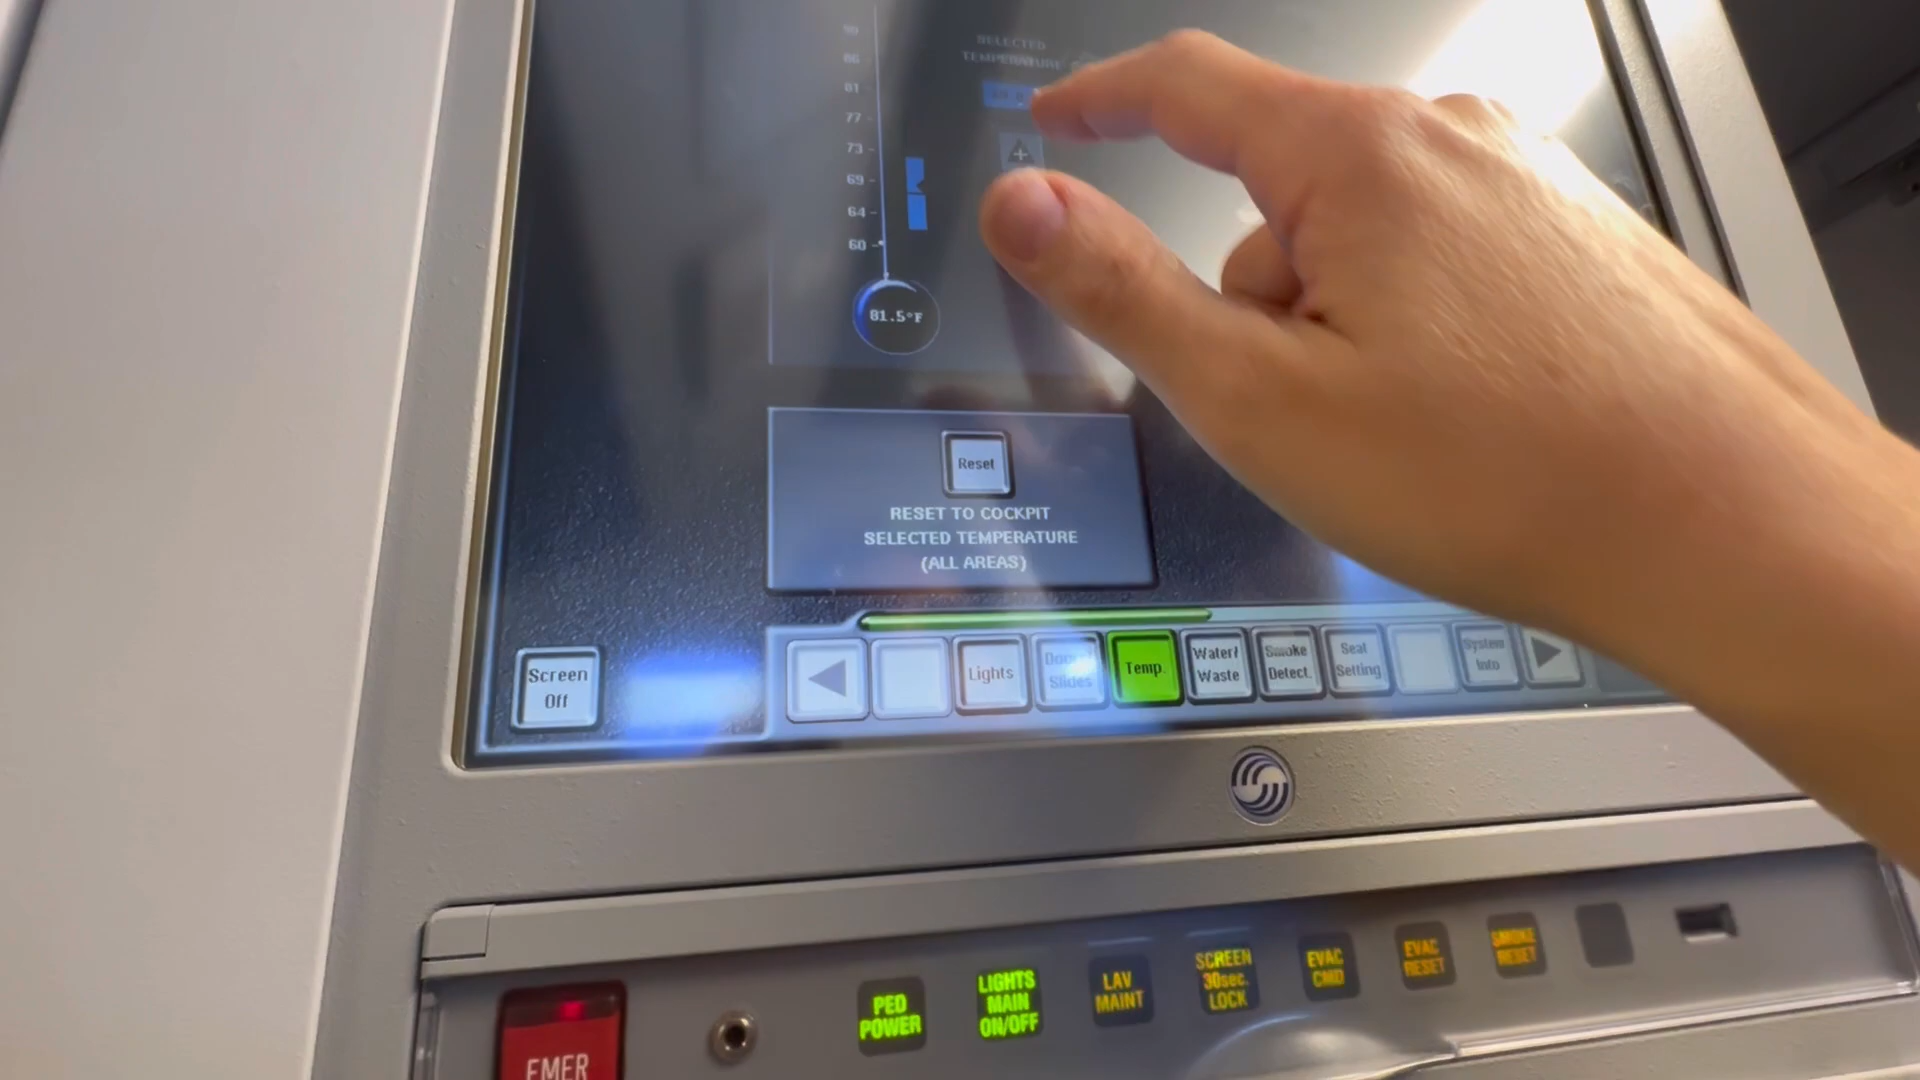 90
86
81
77
73
69
64
60
SELECTED
TEMPERATURE
81.5°F
Reset
RESET TO COCKPIT
SELECTED TEMPERATURE
(ALL AREAS)
Screen
Off
Lights
Doors/
Slides
Temp.
Water/
Waste
Smoke
Detect.
Seat
Setting
System
Info
EMER
PED
POWER
LIGHTS
MAIN
ON/OFF
LAV
MAINT
SCREEN
30sec.
LOCK
EVAC
CMD
EVAC
RESET
SMOKE
RESET